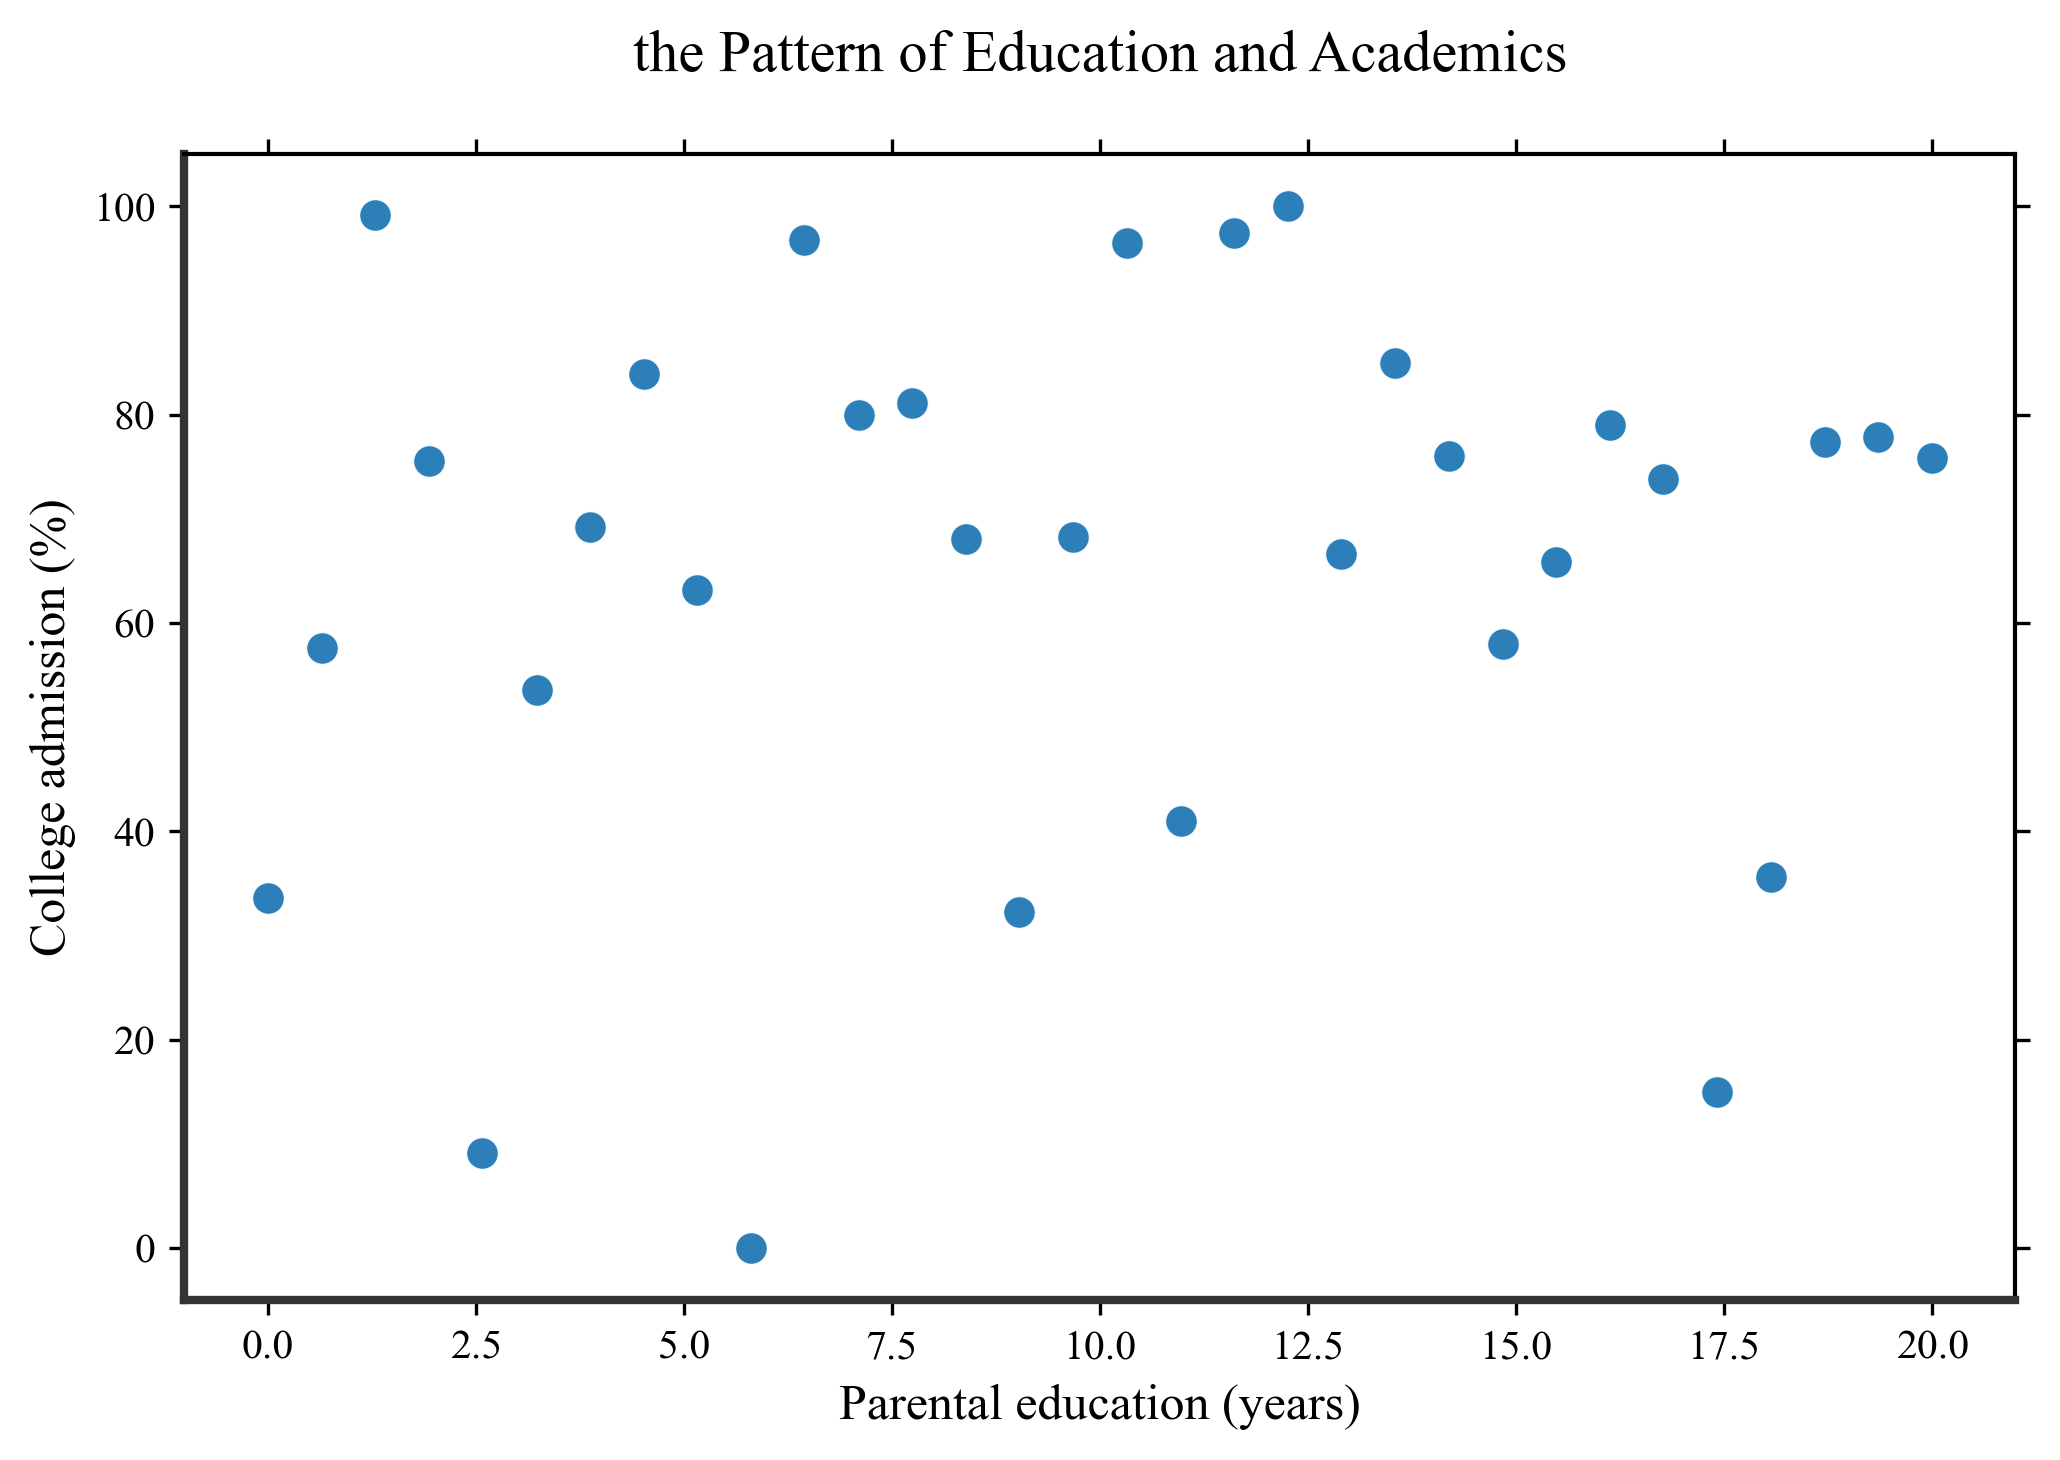 the Pattern of Education and Academics
College admission (%)
100
80
60
40
20
0
0.0 2.5 5.0 7.5 10.0 12.5 15.0 17.5 20.0
Parental education (years)